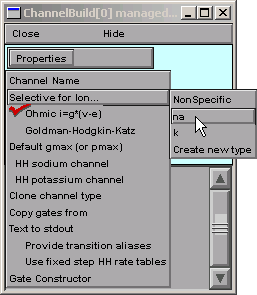 ChannelBuild[0] managed...
Close Hide
Properties
Channel Name
Selective for Ion...
NonSpecific
Ohmic i=g*(v-e)
na
Goldman-Hodgkin-Katz
k
Default gmax (or pmax)
Create new type
HH sodium channel
HH potassium channel
Clone channel type
Copy gates from
Text to stdout
Provide transition aliases
Use fixed step HH rate tables
Gate Constructor